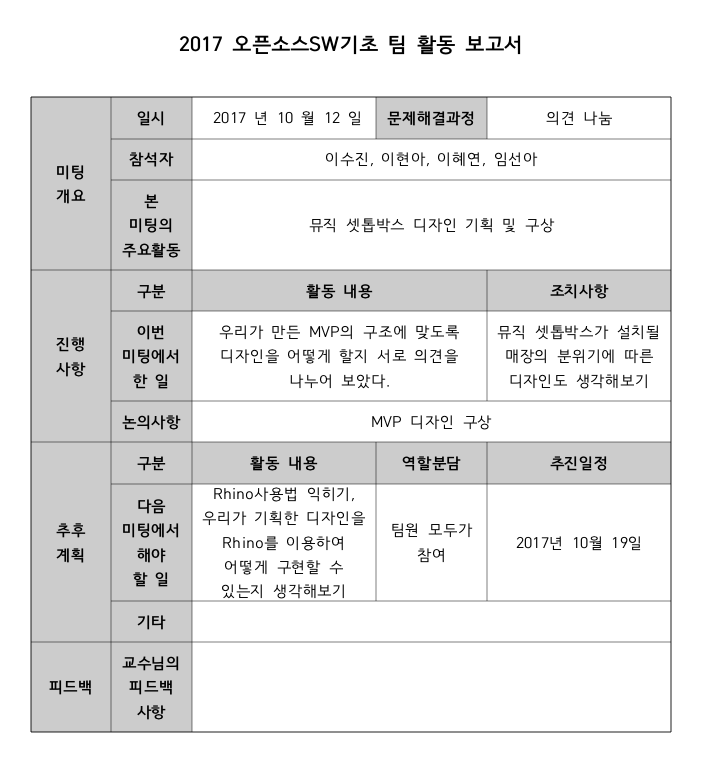 2017 오픈소스SW기초 팀 활동 보고서
미팅
개요
일시
2017 년 10 월 12 일
문제해결과정
의견 나눔
참석자
이수진, 이현아, 이혜연, 임선아
본
미팅의
주요활동
뮤직 셋톱박스 디자인 기획 및 구상
진행
사항
구분
활동 내용
조치사항
이번
미팅에서
한 일
우리가 만든 MVP의 구조에 맞도록
디자인을 어떻게 할지 서로 의견을
나누어 보았다.
뮤직 셋톱박스가 설치될
매장의 분위기에 따른
디자인도 생각해보기
논의사항
MVP 디자인 구상
추후
계획
구분
활동 내용
역할분담
추진일정
다음
미팅에서
해야
할 일
Rhino사용법 익히기,
우리가 기획한 디자인을
Rhino를 이용하여
어떻게 구현할 수
있는지 생각해보기
팀원 모두가
참여
2017년 10월 19일
기타
피드백
교수님의
피드백
사항